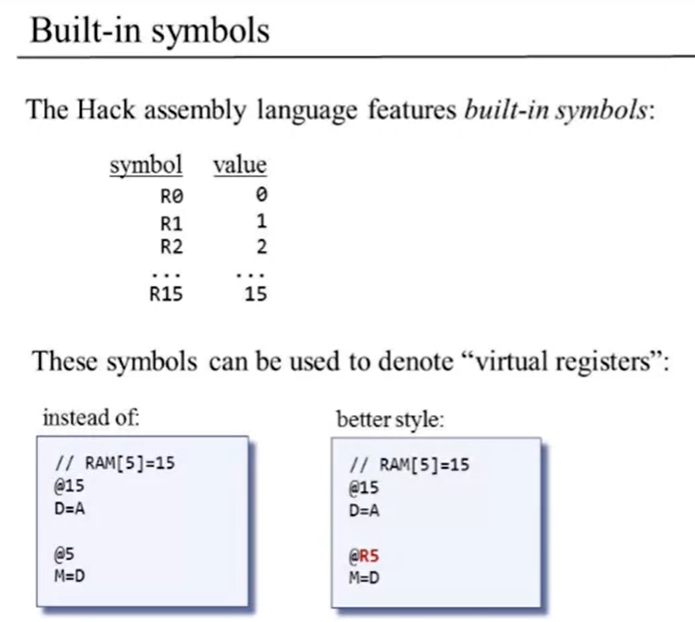 Built-in symbols
The Hack assembly language features built-in symbols:
symbol value
R0 0
R1 1
R2 2
... ...
R15 15
These symbols can be used to denote “virtual registers”:
instead of:
// RAM[5]=15
@15
D=A
@5
M=D
better style:
// RAM[5]=15
@15
D=A
@R5
M=D